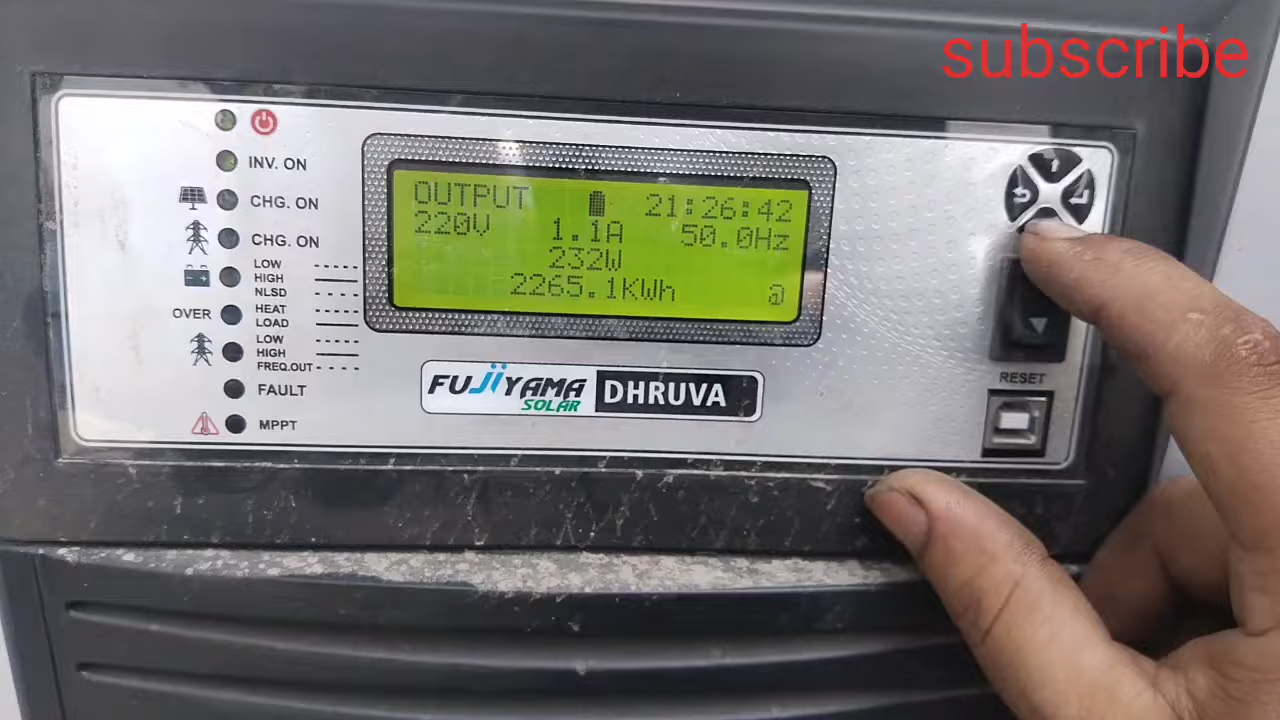 subscribe
INV. ON
CHG. ON
CHG. ON
LOW
HIGH
NLSD
OVER
HEAT
LOAD
LOW
HIGH
FREQ.OUT
FAULT
MPPT
OUTPUT 21:26:42
220V 1.1A 50.0Hz
232W
2265.1KWh @
FUJIYAMA
SOLAR
DHRUVA
RESET